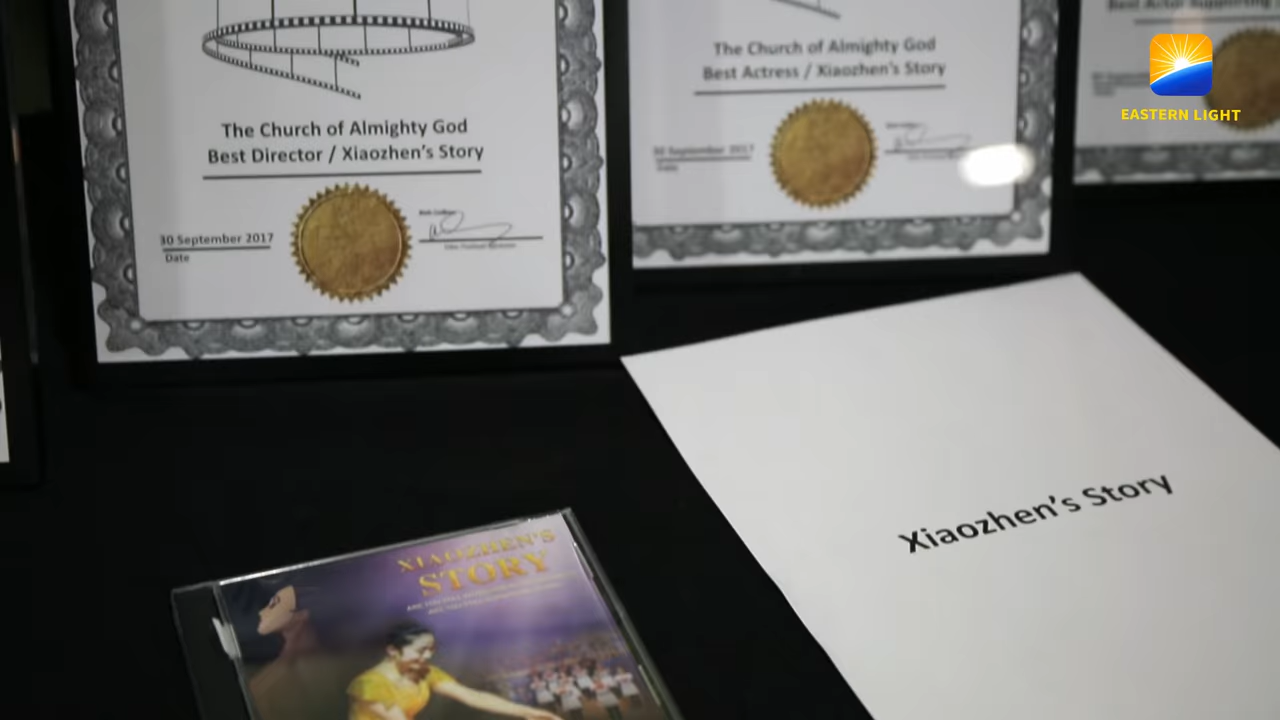 The Church of Almighty God
Best Director / Xiaozhen's Story
30 September 2017
Date
The Church of Almighty God
Best Actress / Xiaozhen's Story
30 September 2017
Date
Best Actor Supporting
EASTERN LIGHT
Xiaozhen's Story
XIAOZHEN'S
STORY